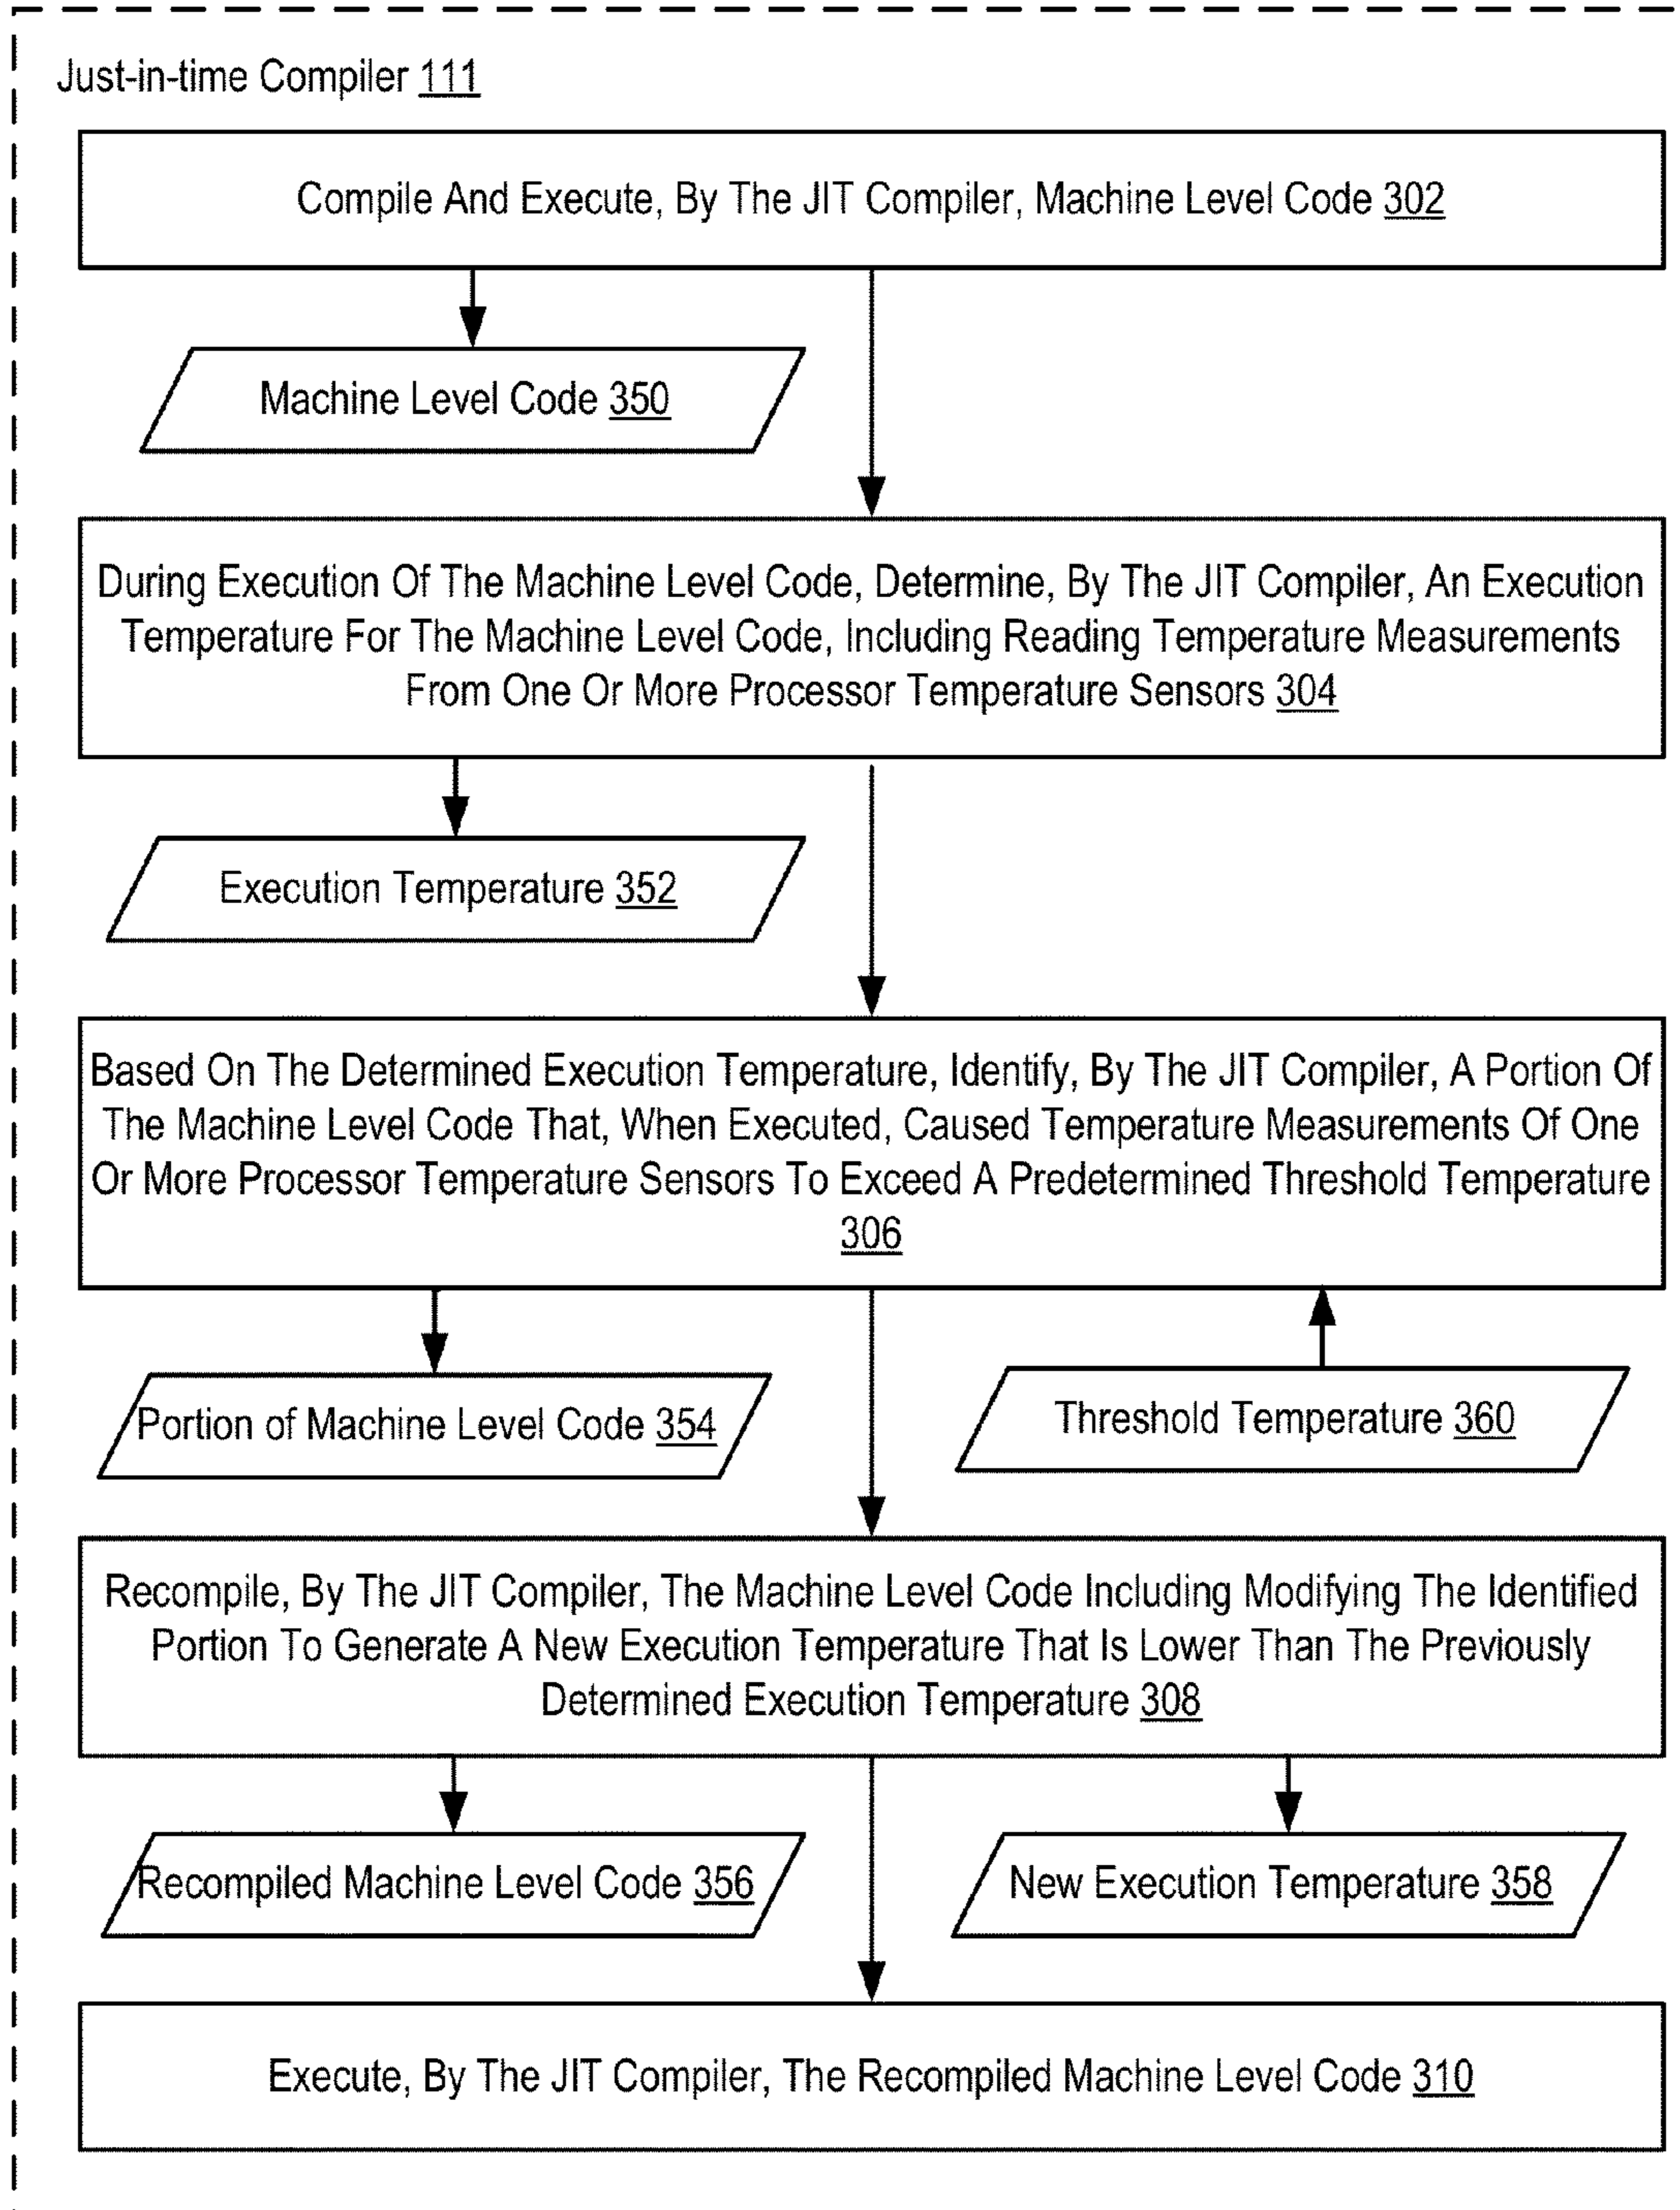 Just-in-time Compiler 111
Compile And Execute, By The JIT Compiler, Machine Level Code 302
Machine Level Code 350
During Execution Of The Machine Level Code, Determine, By The JIT Compiler, An Execution
Temperature For The Machine Level Code, Including Reading Temperature Measurements
From One Or More Processor Temperature Sensors 304
Execution Temperature 352
Based On The Determined Execution Temperature, Identify, By The JIT Compiler, A Portion Of
The Machine Level Code That, When Executed, Caused Temperature Measurements Of One
Or More Processor Temperature Sensors To Exceed A Predetermined Threshold Temperature
306
Portion of Machine Level Code 354
Threshold Temperature 360
Recompile, By The JIT Compiler, The Machine Level Code Including Modifying The Identified
Portion To Generate A New Execution Temperature That Is Lower Than The Previously
Determined Execution Temperature 308
Recompiled Machine Level Code 356
New Execution Temperature 358
Execute, By The JIT Compiler, The Recompiled Machine Level Code 310